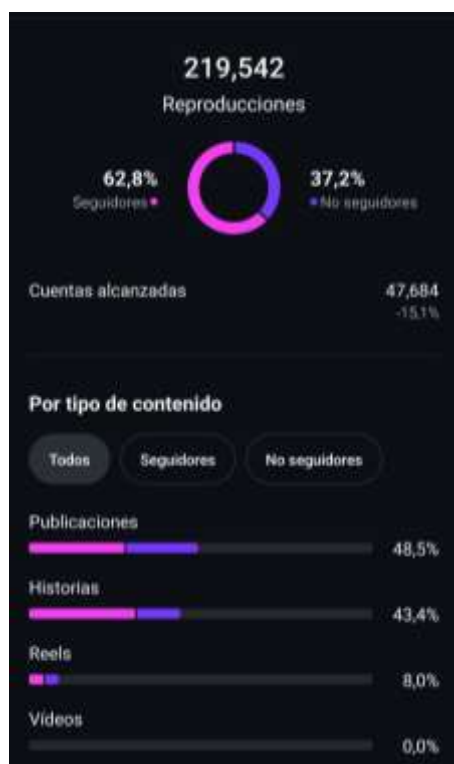 219,542
Reproducciones
62,8%
Seguidores
37,2%
No seguidores
Cuentas alcanzadas
47,684
-15,1%
Por tipo de contenido
Todos
Seguidores
No seguidores
Publicaciones
48,5%
Historias
43,4%
Reels
8,0%
Vídeos
0,0%